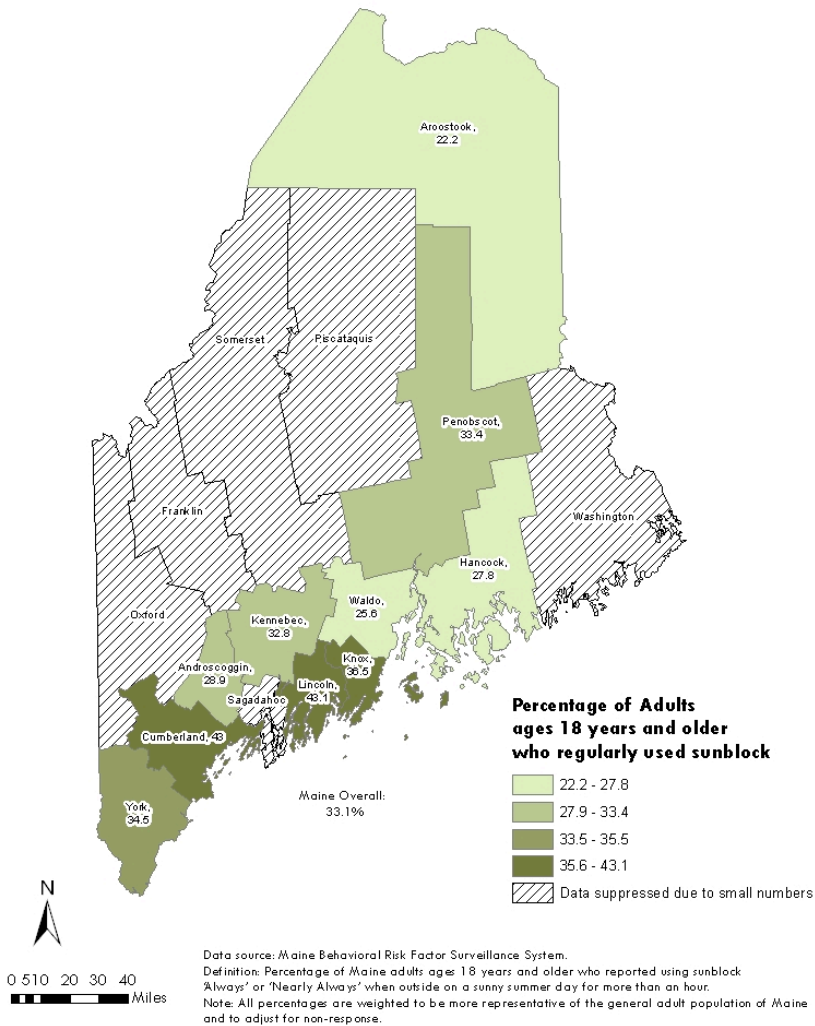 Aroostook,
22.2
Somerset
Piscataquis
Penobscot,
33.4
Franklin
Washington
Hancock,
27.8
Oxford
Waldo,
25.6
Kennebec,
32.8
Androscoggin,
28.9
Knox,
36.5
Lincoln,
43.1
Sagadahoc
Cumberland, 43
York,
34.5
Maine Overall:
33.1%
Percentage of Adults
ages 18 years and older
who regularly used sunblock
22.2 - 27.8
27.9 - 33.4
33.5 - 35.5
35.6 - 43.1
Data suppressed due to small numbers
N
0 510 20 30 40
Miles
Data source: Maine Behavioral Risk Factor Surveillance System.
Definition: Percentage of Maine adults ages 18 years and older who reported using sunblock
'Always' or 'Nearly Always' when outside on a sunny summer day for more than an hour.
Note: All percentages are weighted to be more representative of the general adult population of Maine
and to adjust for non-response.